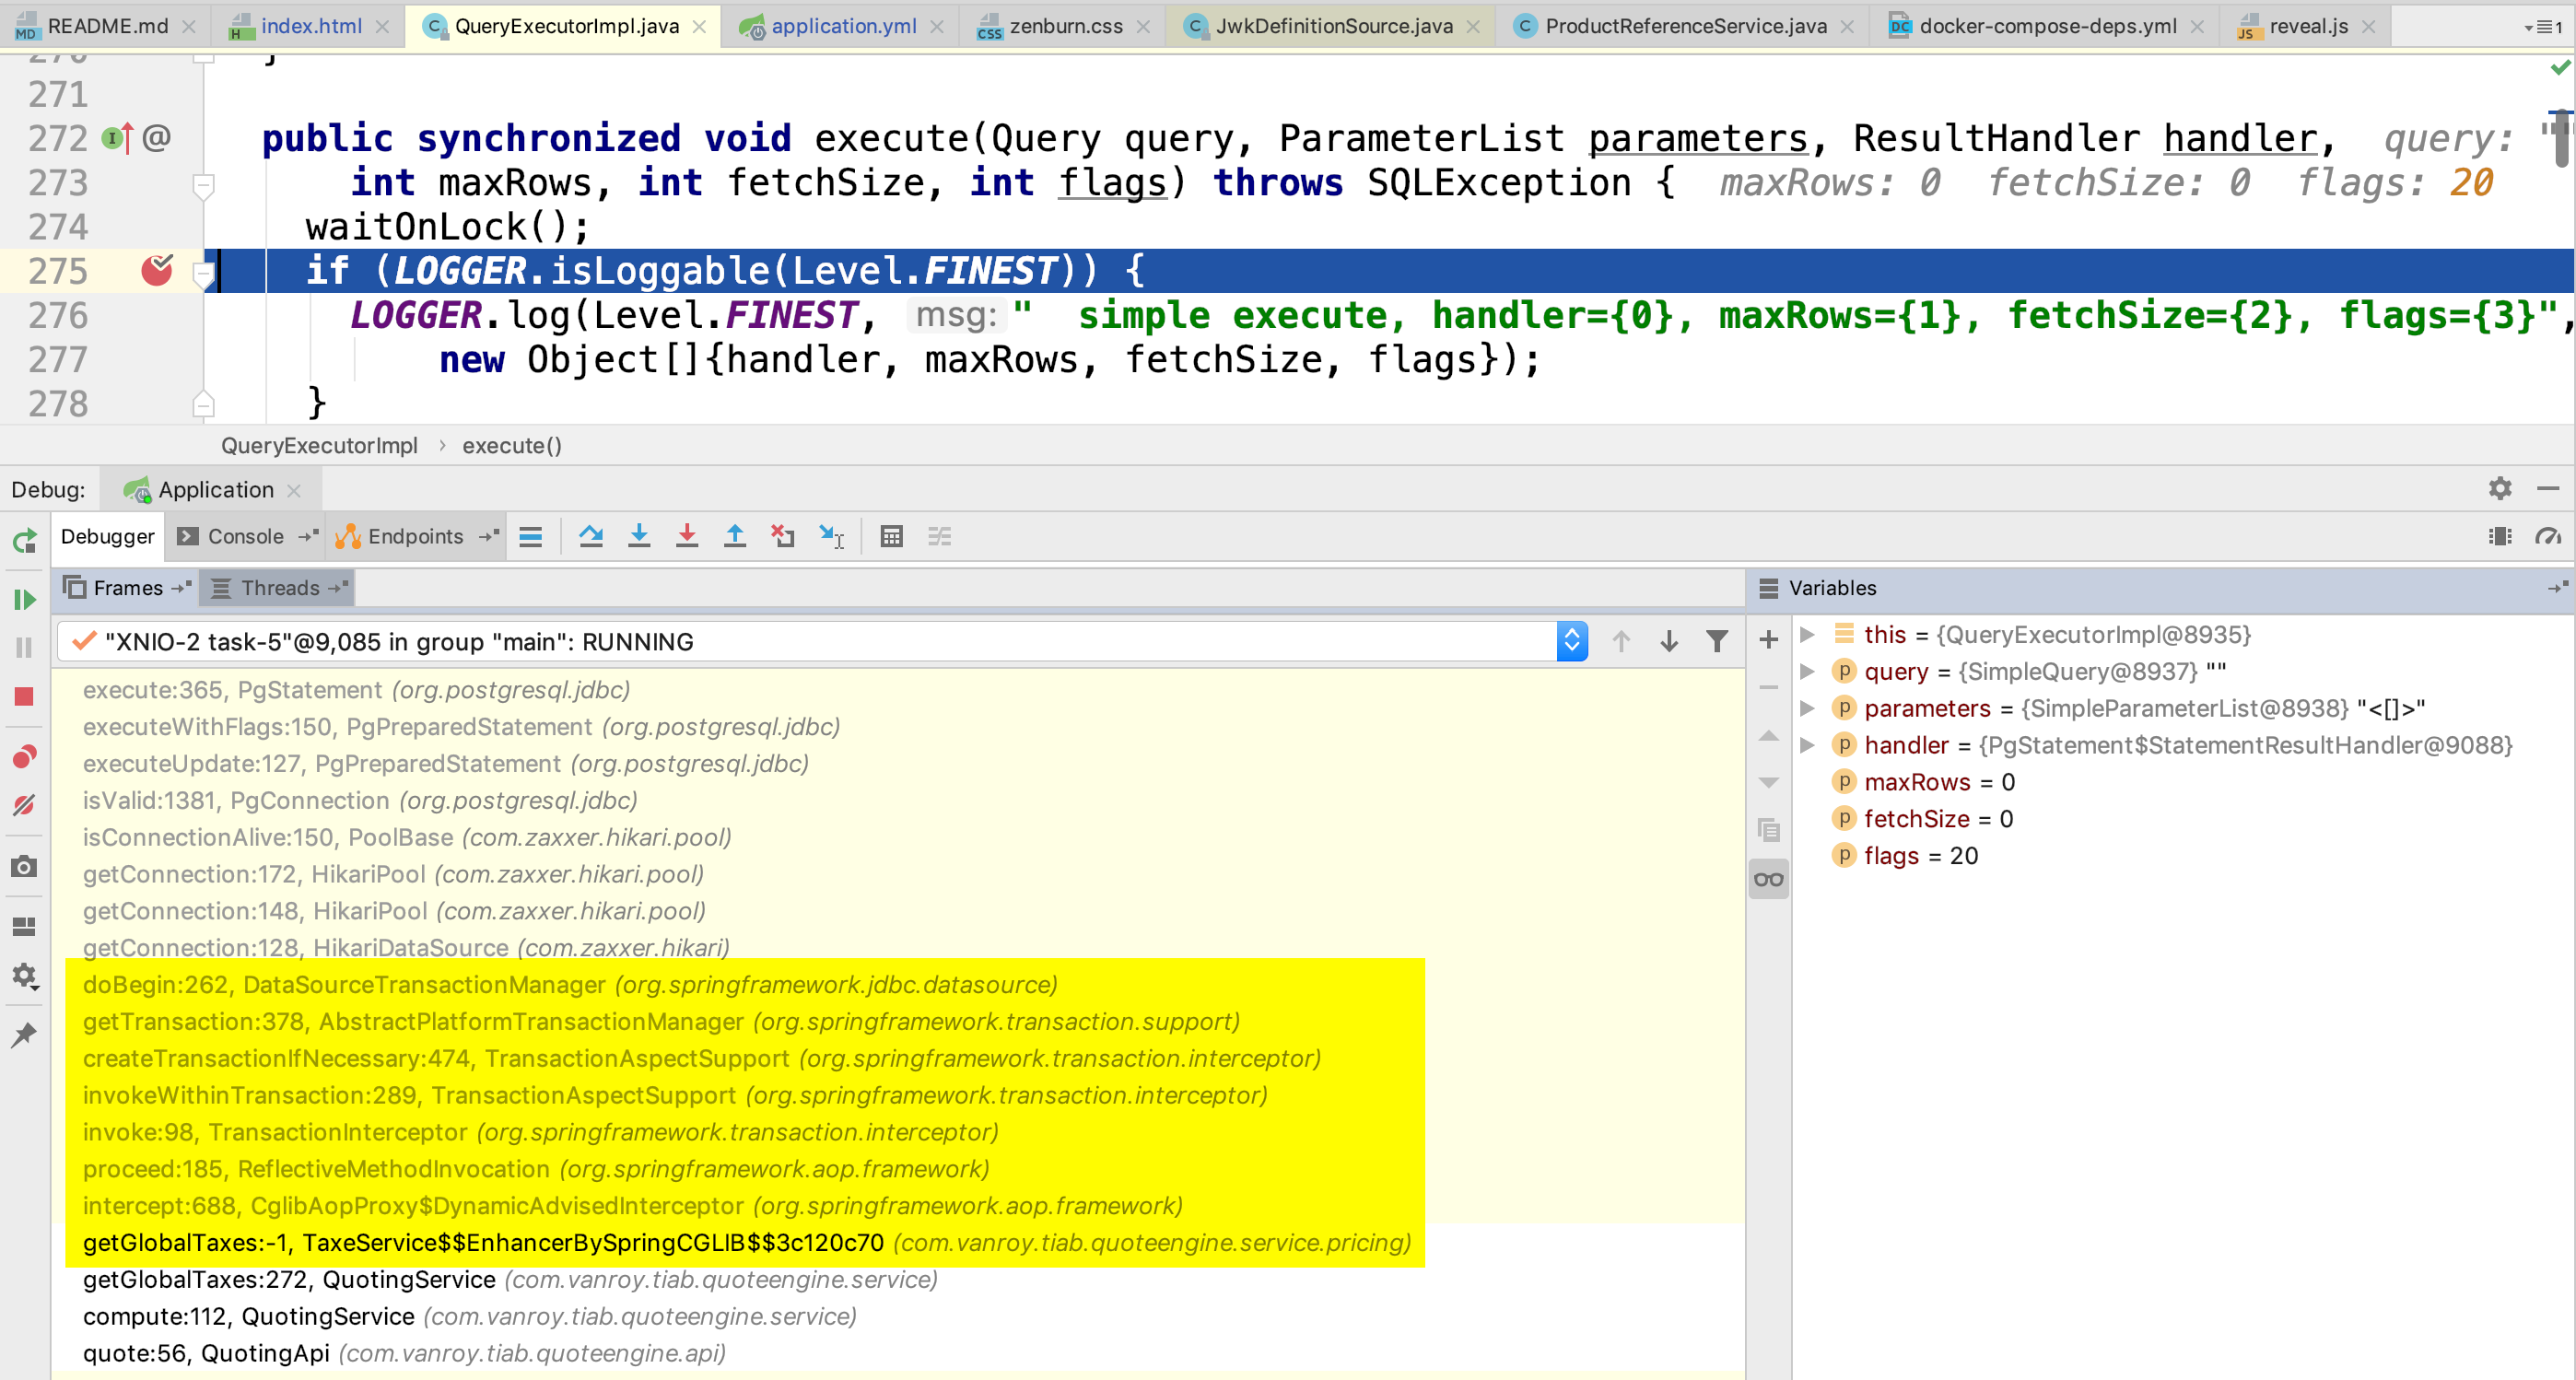 README.md index.html QueryExecutorImpl.java application.yml zenburn.css JwkDefinitionSource.java ProductReferenceService.java docker-compose-deps.yml reveal.js 1
270 }
271
272 @ public synchronized void execute(Query query, ParameterList parameters, ResultHandler handler, query: "
273 int maxRows, int fetchSize, int flags) throws SQLException { maxRows: 0 fetchSize: 0 flags: 20
274 waitOnLock();
275 if (LOGGER.isLoggable(Level.FINEST)) {
276 LOGGER.log(Level.FINEST, msg: "  simple execute, handler={0}, maxRows={1}, fetchSize={2}, flags={3}",
277 new Object[]{handler, maxRows, fetchSize, flags});
278 }
QueryExecutorImpl › execute()
Debug: Application
Debugger Console Endpoints
Frames Threads
Variables
"XNIO-2 task-5"@9,085 in group "main": RUNNING
execute:365, PgStatement (org.postgresql.jdbc)
executeWithFlags:150, PgPreparedStatement (org.postgresql.jdbc)
executeUpdate:127, PgPreparedStatement (org.postgresql.jdbc)
isValid:1381, PgConnection (org.postgresql.jdbc)
isConnectionAlive:150, PoolBase (com.zaxxer.hikari.pool)
getConnection:172, HikariPool (com.zaxxer.hikari.pool)
getConnection:148, HikariPool (com.zaxxer.hikari.pool)
getConnection:128, HikariDataSource (com.zaxxer.hikari)
doBegin:262, DataSourceTransactionManager (org.springframework.jdbc.datasource)
getTransaction:378, AbstractPlatformTransactionManager (org.springframework.transaction.support)
createTransactionIfNecessary:474, TransactionAspectSupport (org.springframework.transaction.interceptor)
invokeWithinTransaction:289, TransactionAspectSupport (org.springframework.transaction.interceptor)
invoke:98, TransactionInterceptor (org.springframework.transaction.interceptor)
proceed:185, ReflectiveMethodInvocation (org.springframework.aop.framework)
intercept:688, CglibAopProxy$DynamicAdvisedInterceptor (org.springframework.aop.framework)
getGlobalTaxes:-1, TaxeService$$EnhancerBySpringCGLIB$$3c120c70 (com.vanroy.tiab.quoteengine.service.pricing)
getGlobalTaxes:272, QuotingService (com.vanroy.tiab.quoteengine.service)
compute:112, QuotingService (com.vanroy.tiab.quoteengine.service)
quote:56, QuotingApi (com.vanroy.tiab.quoteengine.api)
this = {QueryExecutorImpl@8935}
query = {SimpleQuery@8937} ""
parameters = {SimpleParameterList@8938} "<[]>"
handler = {PgStatement$StatementResultHandler@9088}
maxRows = 0
fetchSize = 0
flags = 20